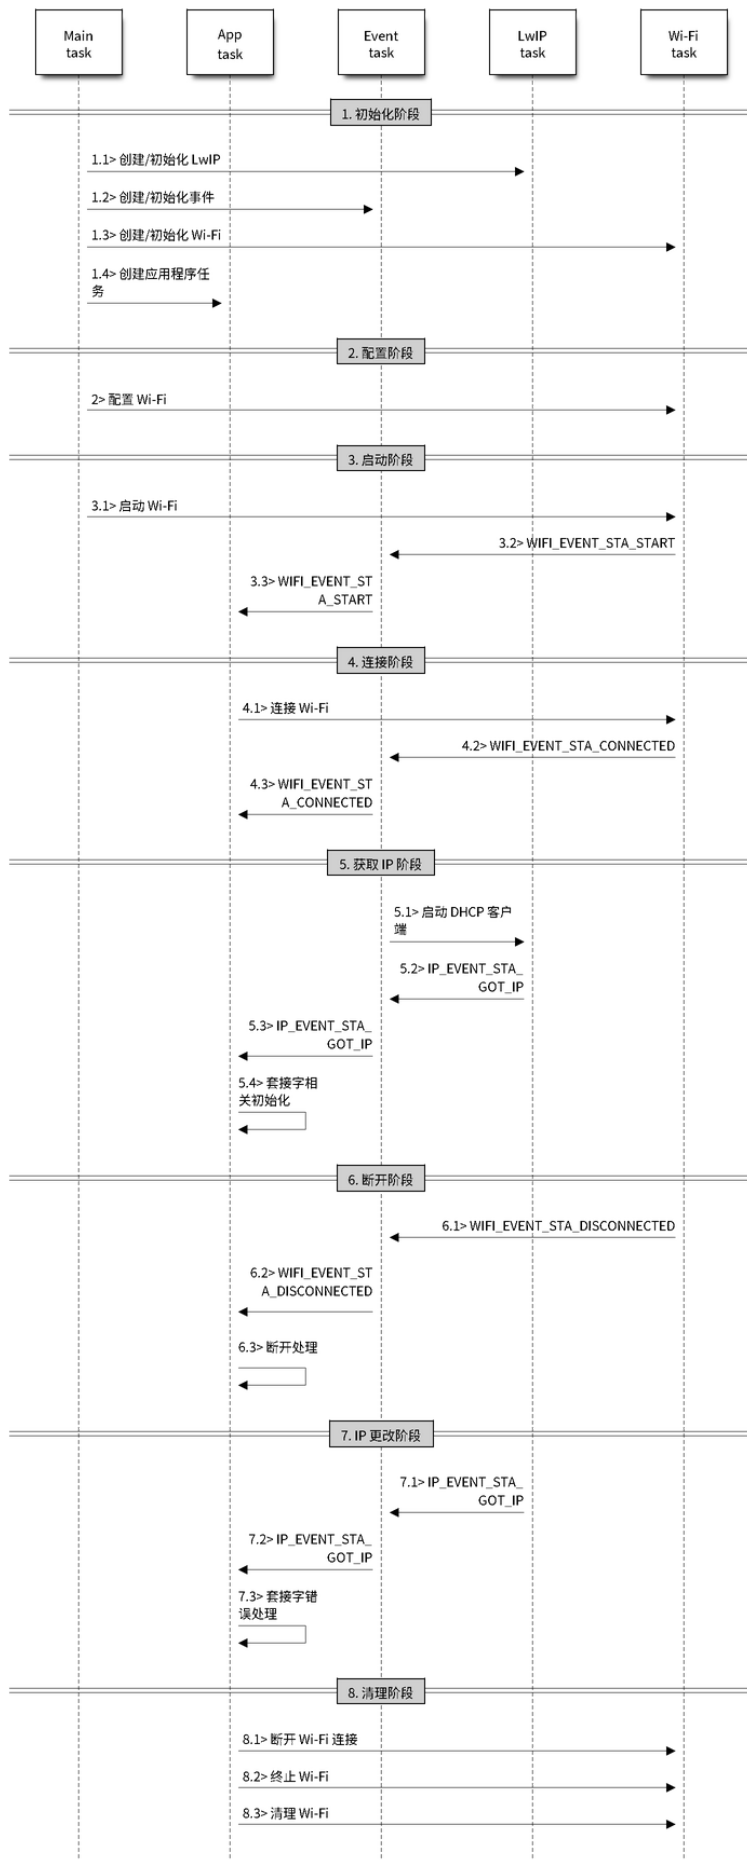 Main
task
App
task
Event
task
LwIP
task
Wi-Fi
task
1. 初始化阶段
1.1> 创建/初始化 LwIP
1.2> 创建/初始化事件
1.3> 创建/初始化 Wi-Fi
1.4> 创建应用程序任
务
2. 配置阶段
2> 配置 Wi-Fi
3. 启动阶段
3.1> 启动 Wi-Fi
3.2> WIFI_EVENT_STA_START
3.3> WIFI_EVENT_ST
A_START
4. 连接阶段
4.1> 连接 Wi-Fi
4.2> WIFI_EVENT_STA_CONNECTED
4.3> WIFI_EVENT_ST
A_CONNECTED
5. 获取 IP 阶段
5.1> 启动 DHCP 客户
端
5.2> IP_EVENT_STA_
GOT_IP
5.3> IP_EVENT_STA_
GOT_IP
5.4> 套接字相
关初始化
6. 断开阶段
6.1> WIFI_EVENT_STA_DISCONNECTED
6.2> WIFI_EVENT_ST
A_DISCONNECTED
6.3> 断开处理
7. IP 更改阶段
7.1> IP_EVENT_STA_
GOT_IP
7.2> IP_EVENT_STA_
GOT_IP
7.3> 套接字错
误处理
8. 清理阶段
8.1> 断开 Wi-Fi 连接
8.2> 终止 Wi-Fi
8.3> 清理 Wi-Fi